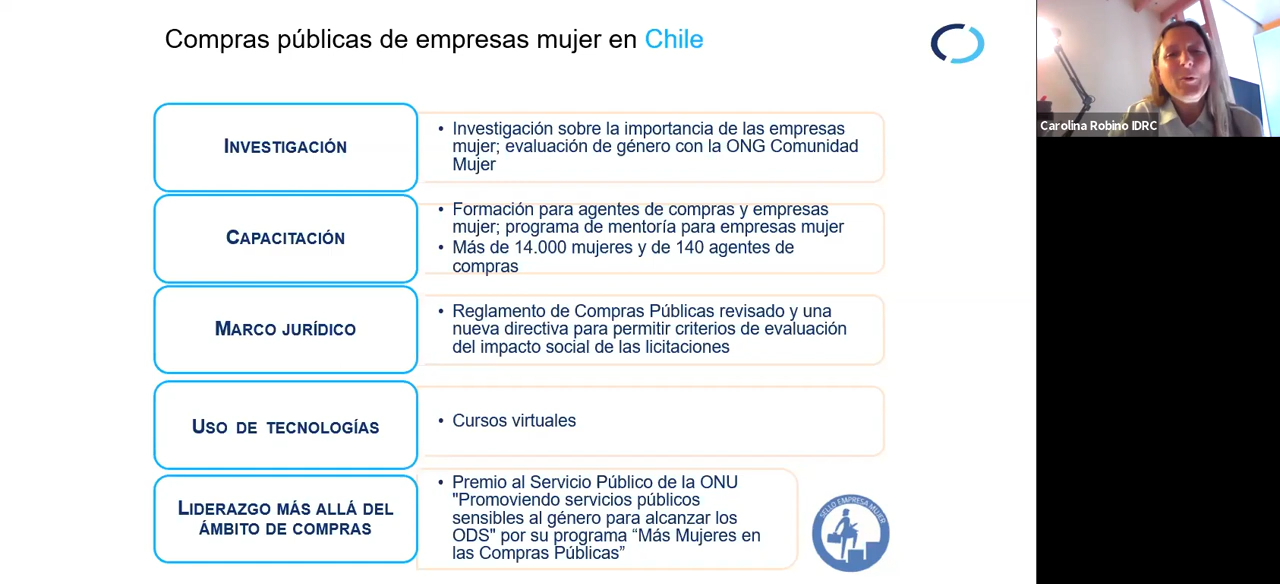 Compras públicas de empresas mujer en Chile
Carolina Robino IDRC
INVESTIGACIÓN
• Investigación sobre la importancia de las empresas
mujer; evaluación de género con la ONG Comunidad
Mujer
CAPACITACIÓN
• Formación para agentes de compras y empresas
mujer; programa de mentoría para empresas mujer
• Más de 14.000 mujeres y de 140 agentes de
compras
MARCO JURÍDICO
• Reglamento de Compras Públicas revisado y una
nueva directiva para permitir criterios de evaluación
del impacto social de las licitaciones
USO DE TECNOLOGÍAS
• Cursos virtuales
LIDERAZGO MÁS ALLÁ DEL
ÁMBITO DE COMPRAS
• Premio al Servicio Público de la ONU
"Promoviendo servicios públicos
sensibles al género para alcanzar los
ODS" por su programa “Más Mujeres en
las Compras Públicas”
SELLO EMPRESA MUJER